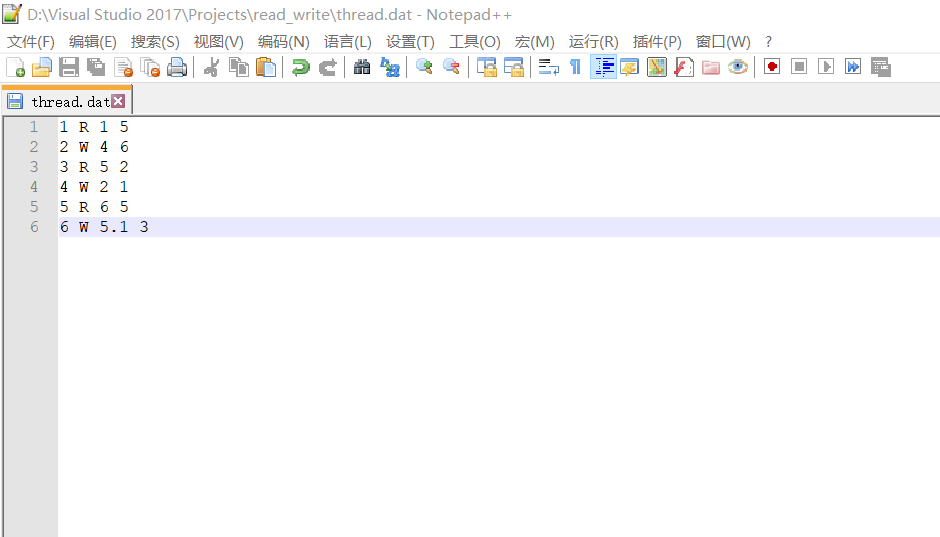 D:\Visual Studio 2017\Projects\read_write\thread.dat - Notepad++
文件(F) 编辑(E) 搜索(S) 视图(V) 编码(N) 语言(L) 设置(T) 工具(O) 宏(M) 运行(R) 插件(P) 窗口(W) ?
thread.dat
1 1 R 1 5
2 2 W 4 6
3 3 R 5 2
4 4 W 2 1
5 5 R 6 5
6 6 W 5.1 3